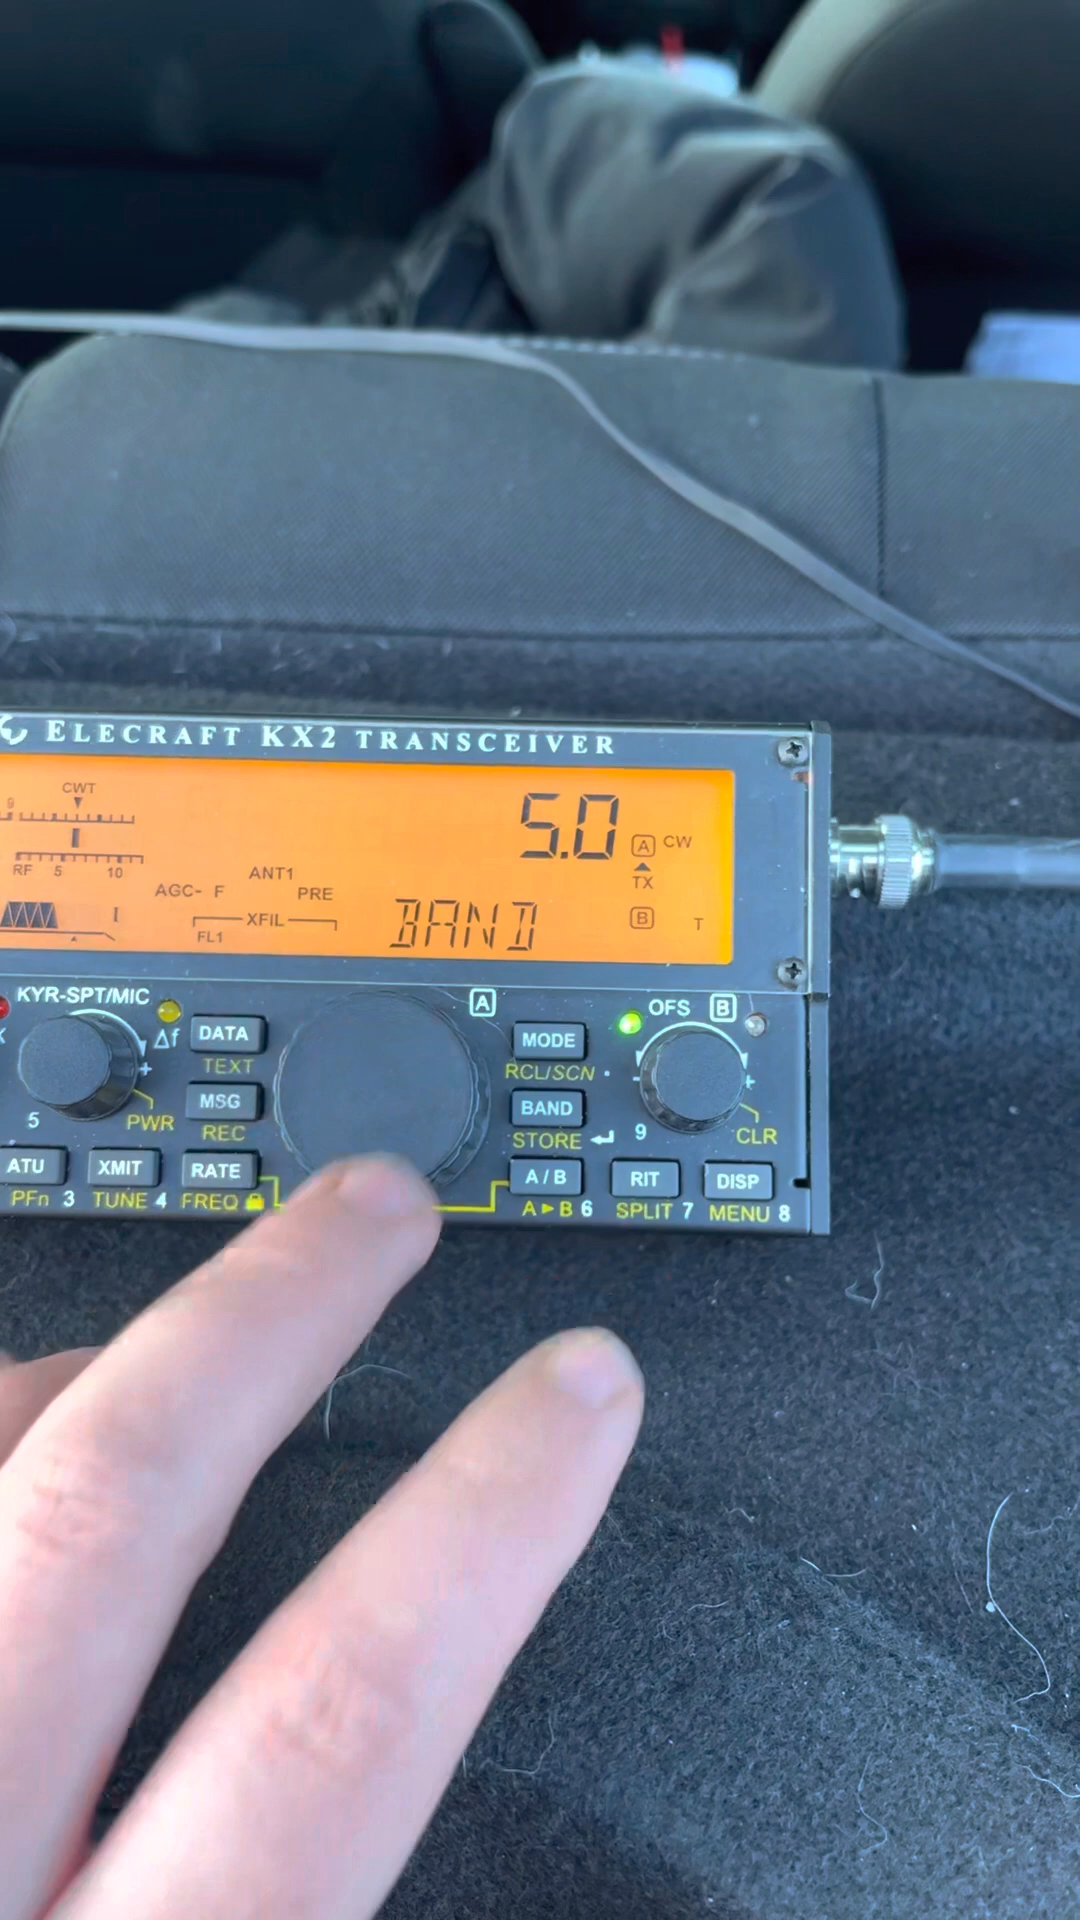 ELECRAFT KX2 TRANSCEIVER
CWT
9
5.0
A CW
RF 5 10
TX
ANT1
AGC- F
PRE
XFIL
FL1
BAND
B T
I
KYR-SPT/MIC
A
OFS B
Δf
DATA
MODE
TEXT
RCL/SCN
- +
- +
MSG
BAND
5
PWR
REC
STORE
9
CLR
ATU XMIT RATE
A / B RIT DISP
PFn 3 TUNE 4 FREQ
A ► B 6 SPLIT 7 MENU 8